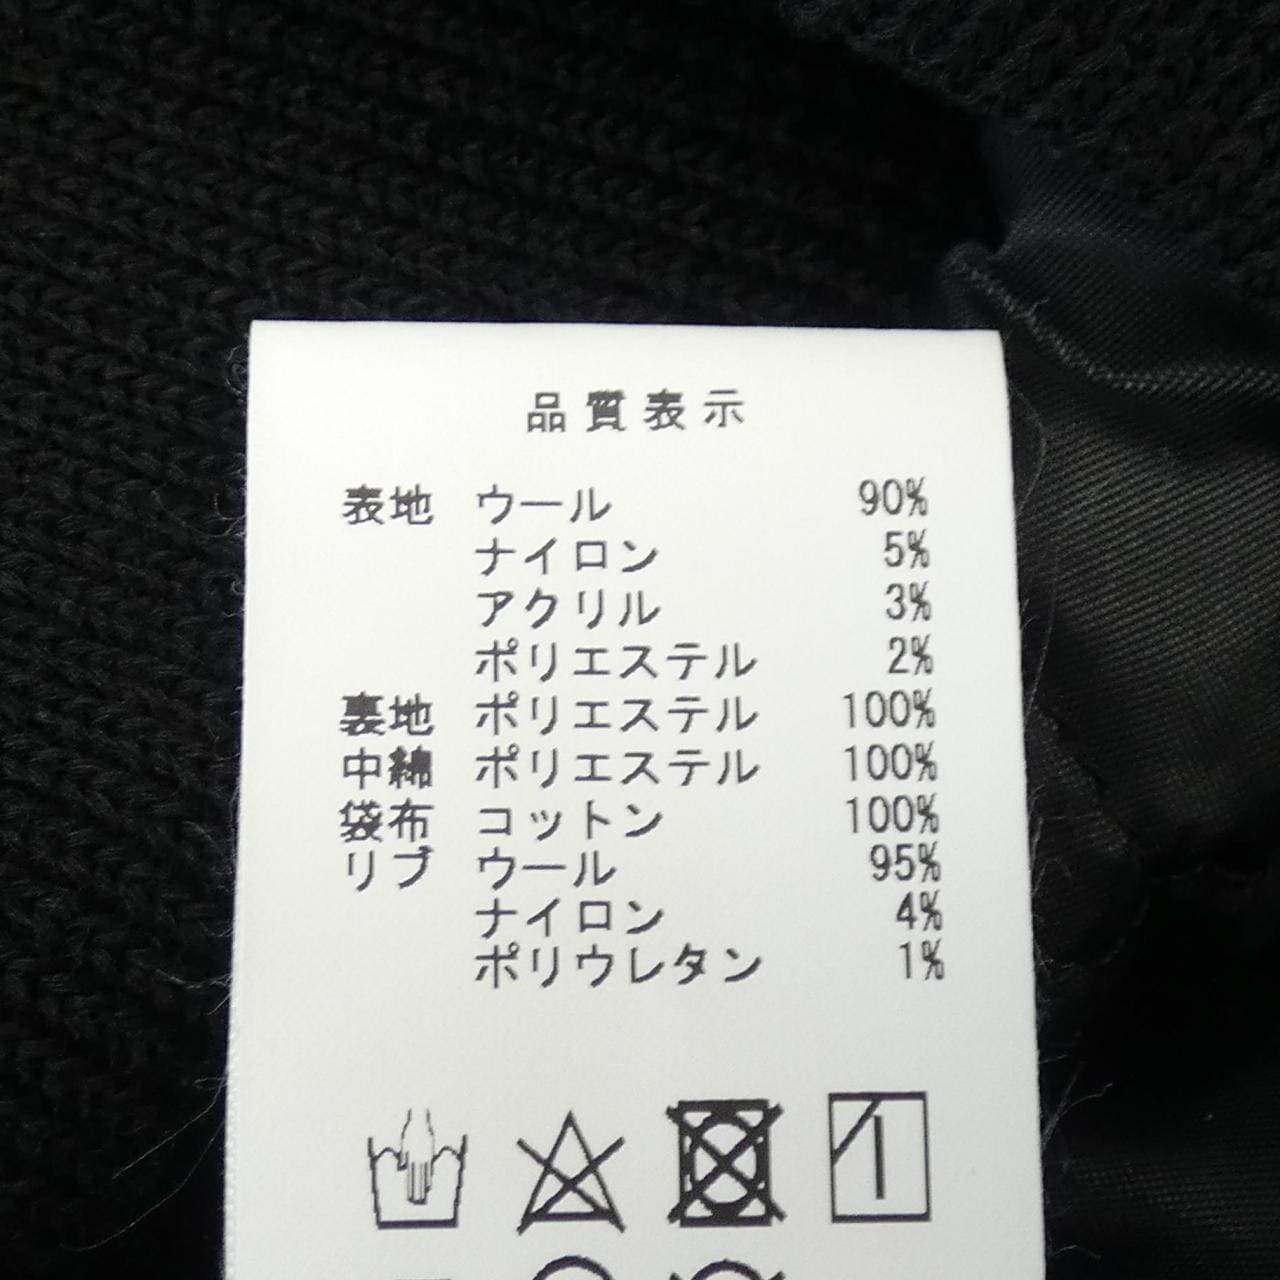 品質表示
表地 ウール 90%
ナイロン 5%
アクリル 3%
ポリエステル 2%
裏地 ポリエステル 100%
中綿 ポリエステル 100%
袋布 コットン 100%
リブ ウール 95%
ナイロン 4%
ポリウレタン 1%